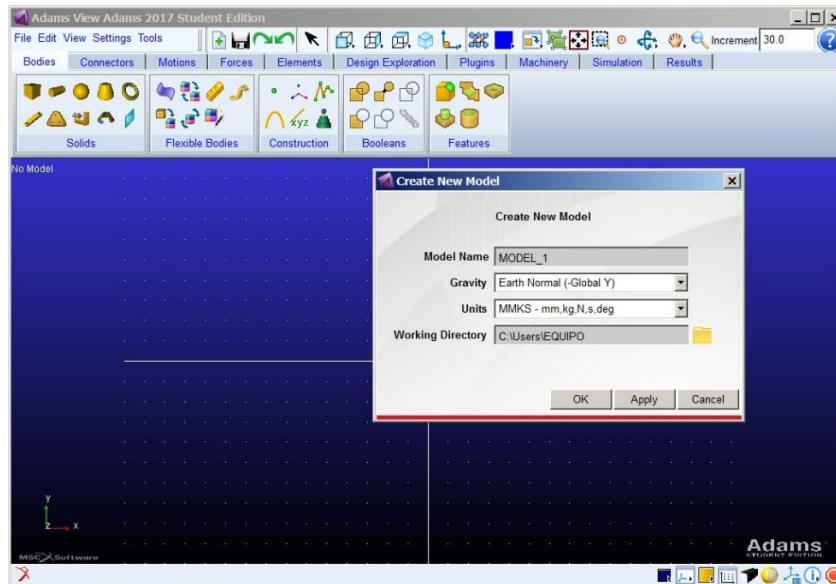 Adams View Adams 2017 Student Edition
File Edit View Settings Tools
Increment 30.0
Bodies Connectors Motions Forces Elements Design Exploration Plugins Machinery Simulation Results
xyz
Solids Flexible Bodies Construction Booleans Features
No Model
Create New Model
Create New Model
Model Name MODEL_1
Gravity Earth Normal (-Global Y)
Units MMKS - mm,kg,N,s,deg
Working Directory C:\Users\EQUIPO
OK Apply Cancel
y
z x
MSC Software
Adams
STUDENT EDITION